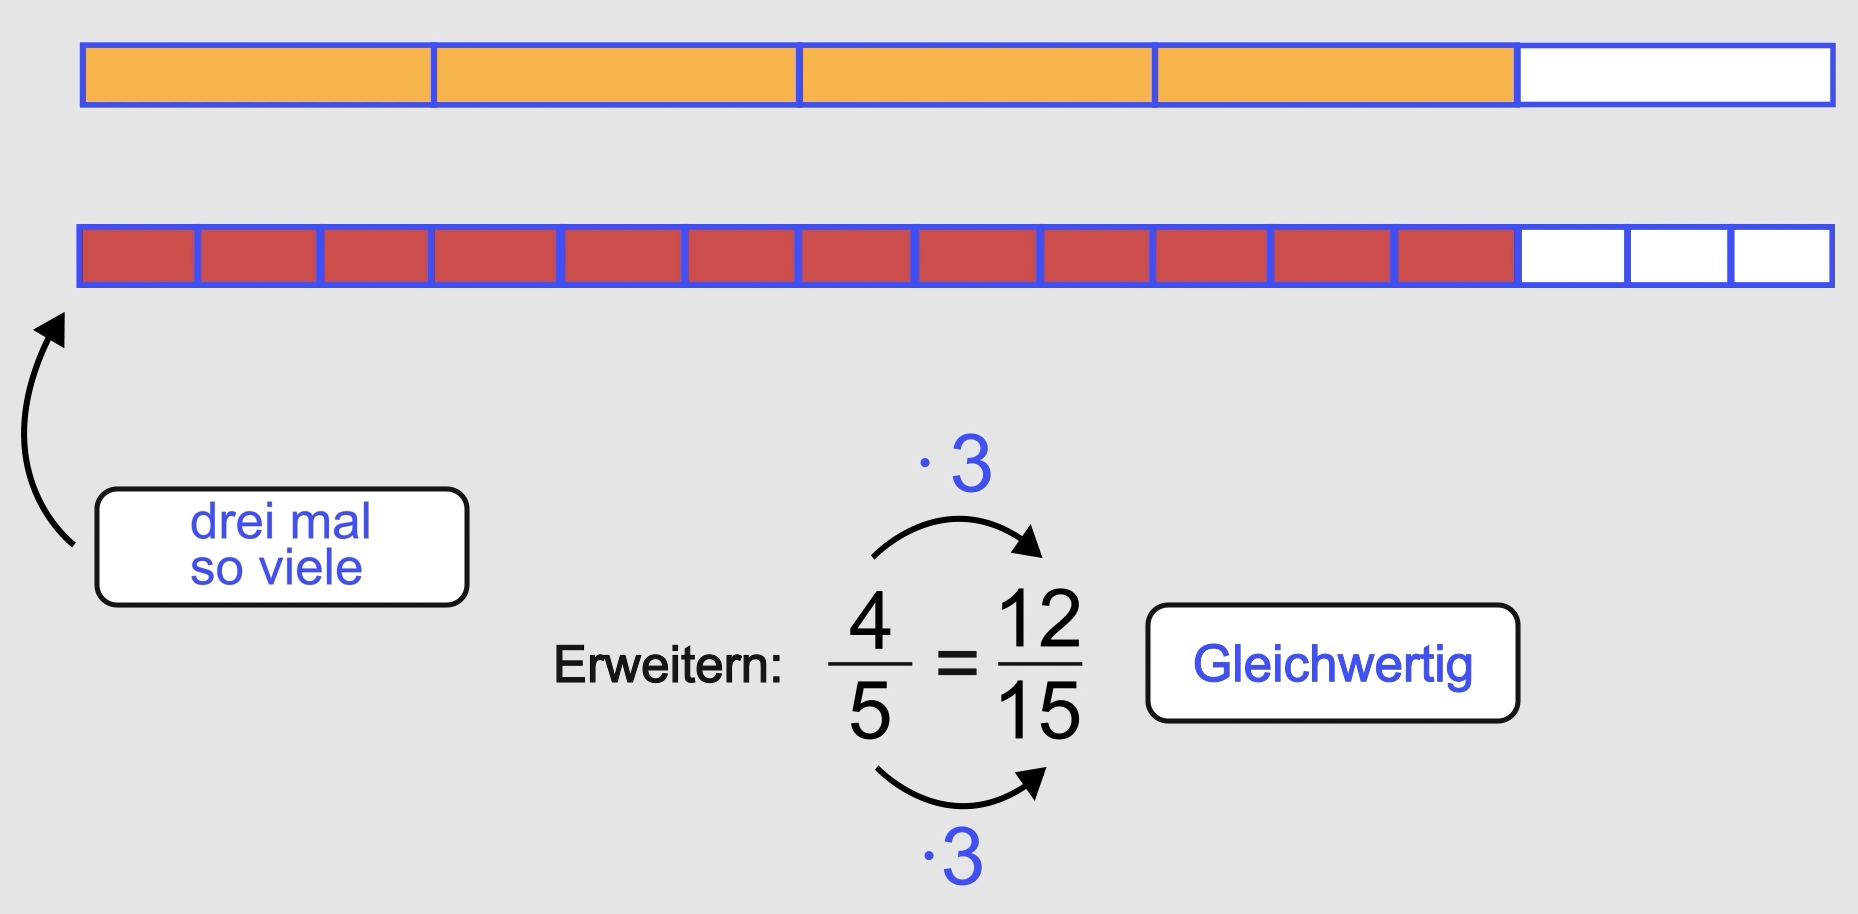 drei mal
so viele
· 3
Erweitern: 4/5 = 12/15
Gleichwertig
·3